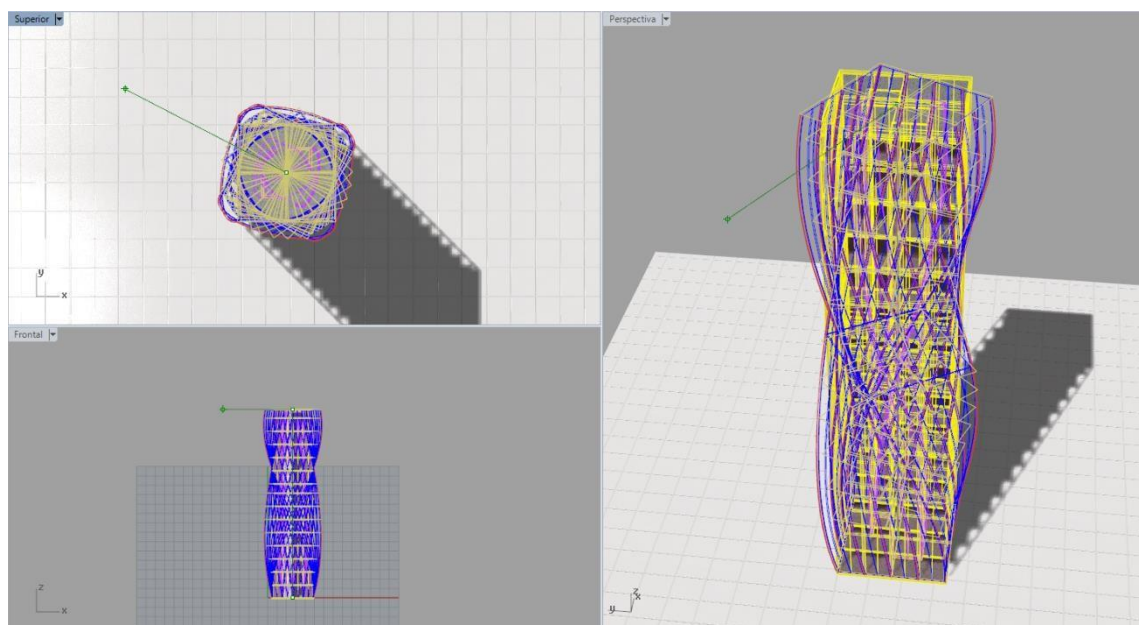 Superior
Perspectiva
y
x
Frontal
z
x
z
x
y